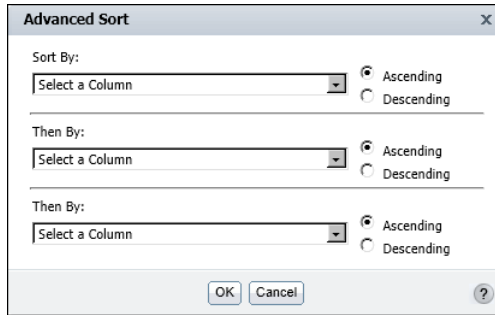 Advanced Sort x
Sort By:
Select a Column
Ascending
Descending
Then By:
Select a Column
Ascending
Descending
Then By:
Select a Column
Ascending
Descending
OK Cancel ?